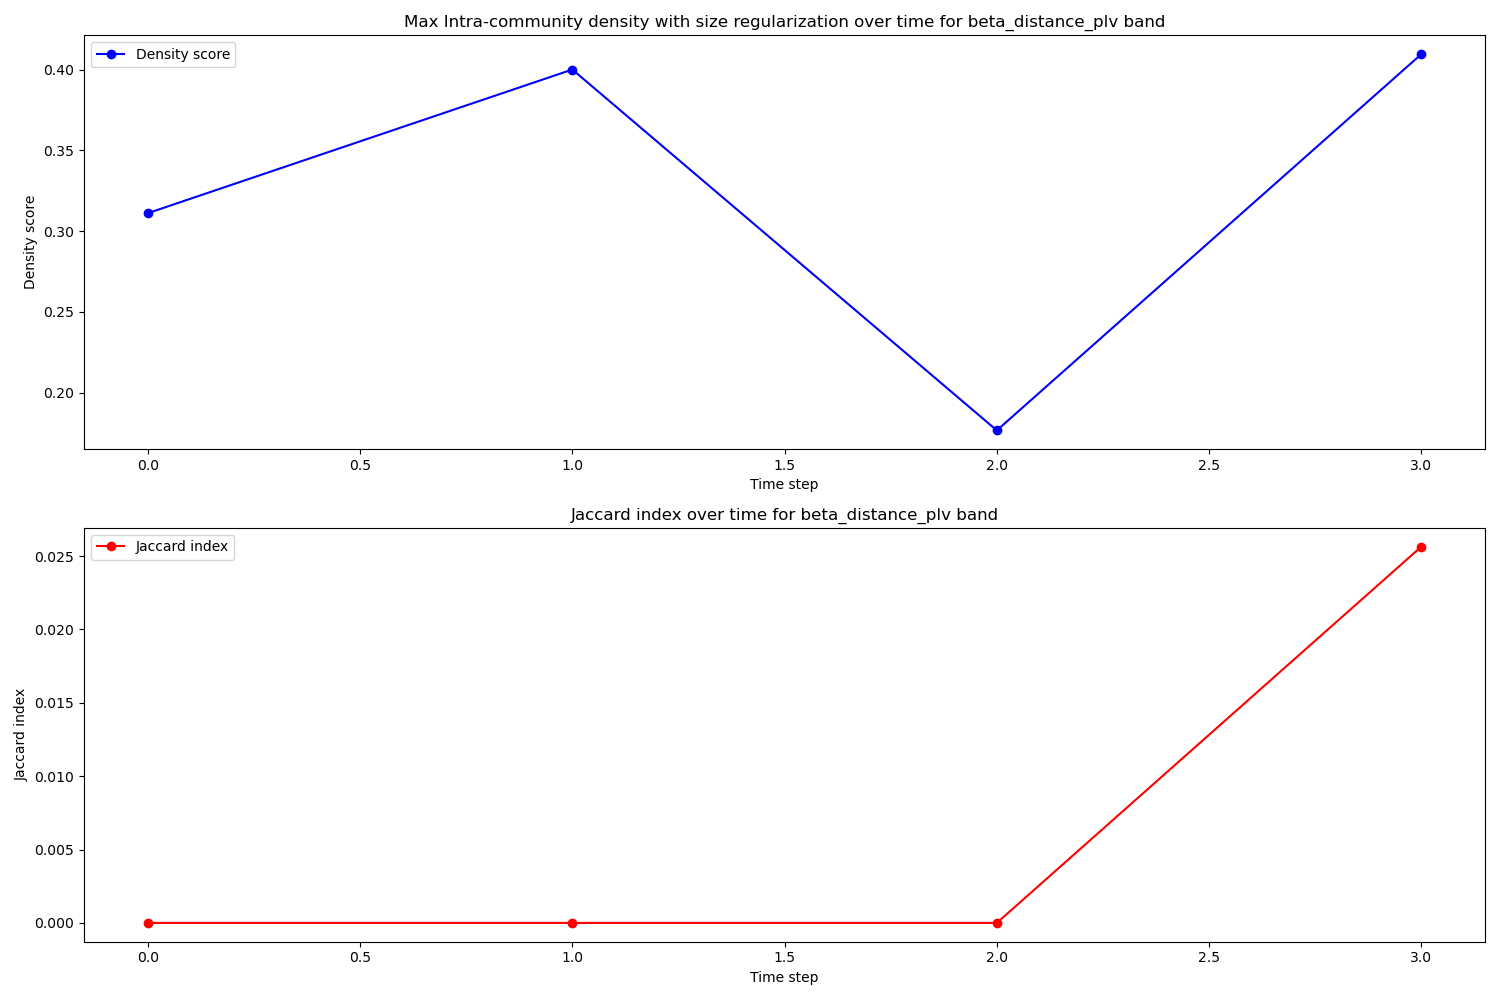 Max Intra-community density with size regularization over time for beta_distance_plv band
Density score
0.40
0.35
0.30
0.25
0.20
Density score
0.0 0.5 1.0 1.5 2.0 2.5 3.0
Time step
Jaccard index over time for beta_distance_plv band
Jaccard index
0.025
0.020
0.015
0.010
0.005
0.000
Jaccard index
0.0 0.5 1.0 1.5 2.0 2.5 3.0
Time step